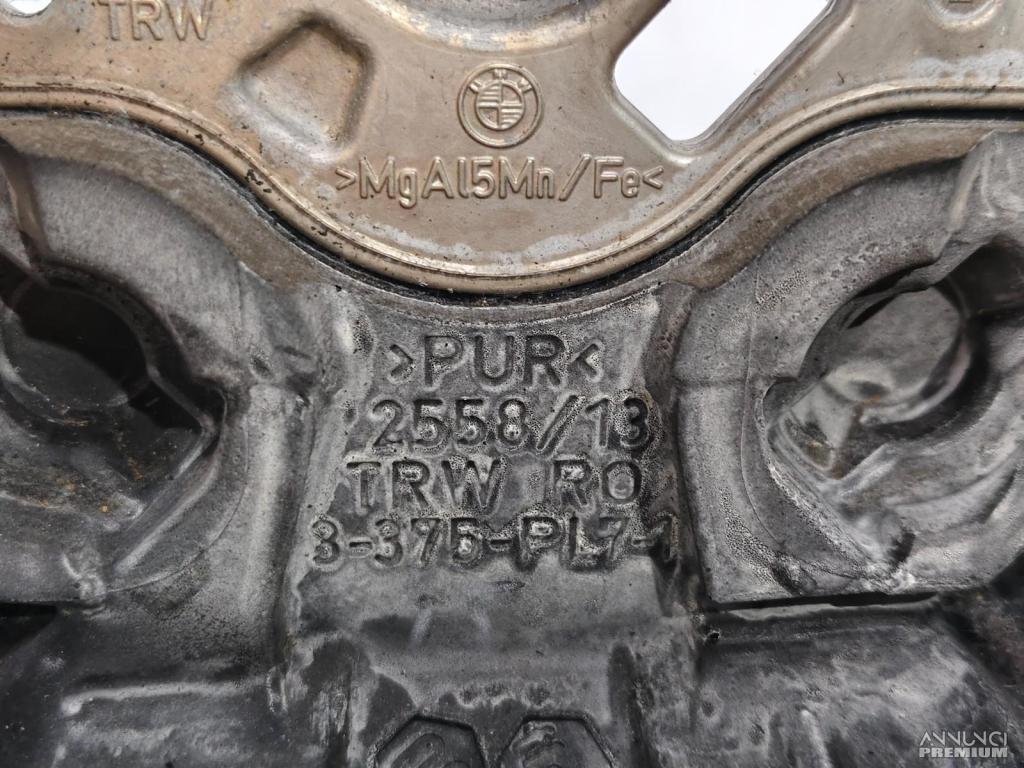 TRW
>MgAl5Mn/Fe<
>PUR<
2558//13
TRW RO
3-375-PL7-1
ANNUNCI
PREMIUM